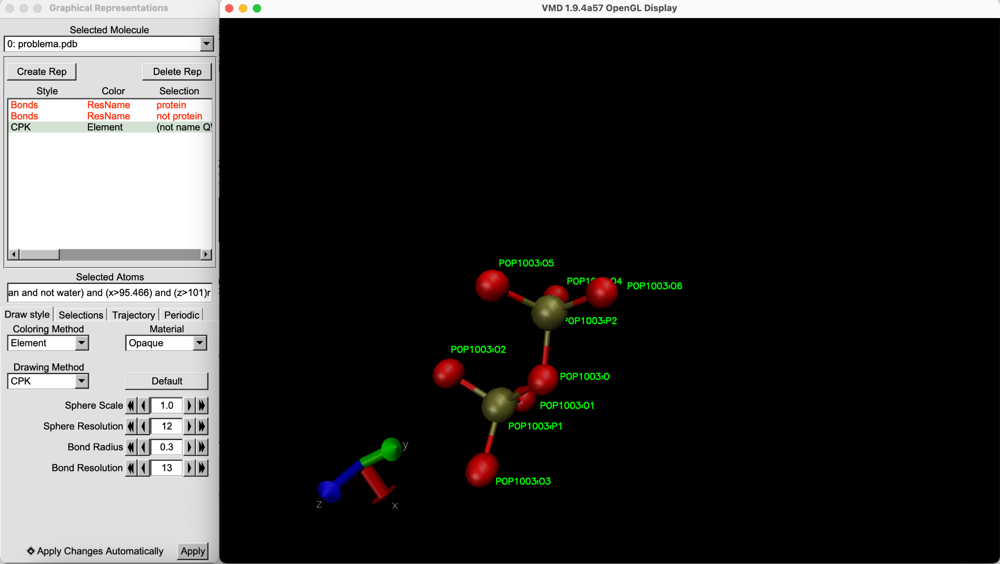 Graphical Representations
Selected Molecule
0: problema.pdb
Create Rep
Delete Rep
Style Color Selection
Bonds ResName protein
Bonds ResName not protein
CPK Element (not name Q
Selected Atoms
an and not water) and (x>95.466) and (z>101)r
Draw style Selections Trajectory Periodic
Coloring Method Material
Element Opaque
Drawing Method
CPK Default
Sphere Scale 1.0
Sphere Resolution 12
Bond Radius 0.3
Bond Resolution 13
Apply Changes Automatically Apply
VMD 1.9.4a57 OpenGL Display
POP1003:O5
POP1 O4
POP1003:O6
POP1003:P2
POP1003:O2
POP1003:O
POP1003:O1
POP1003:P1
POP1003:O3
y
z
x